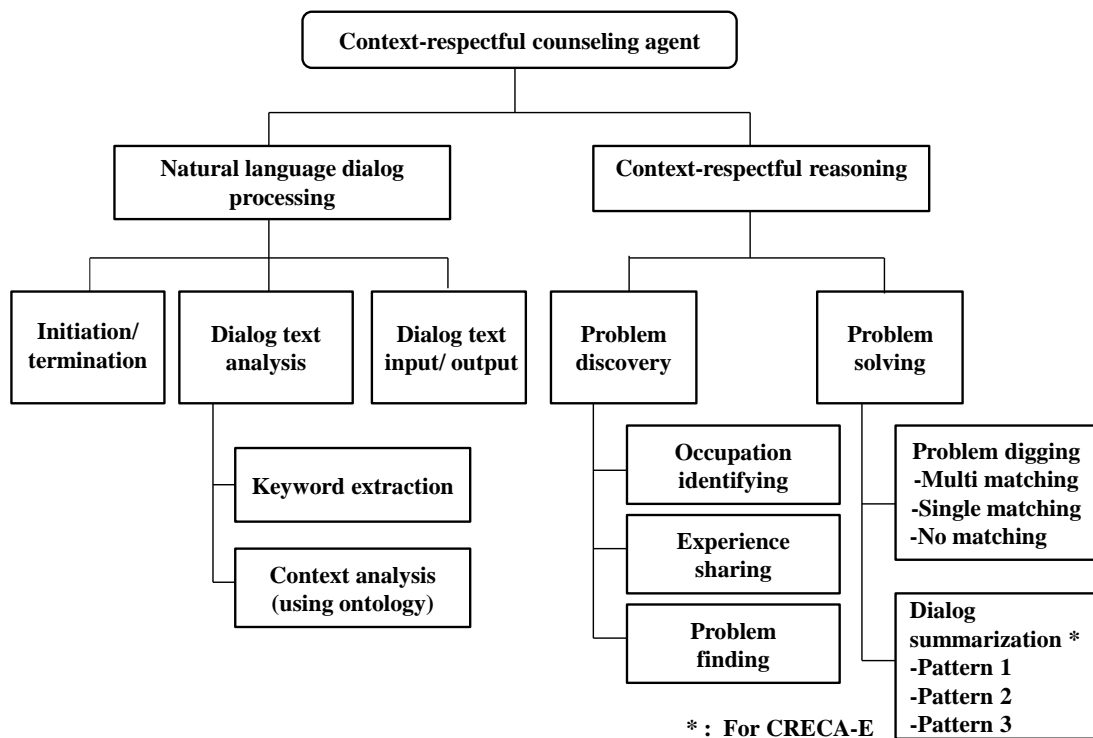 Context-respectful counseling agent
Natural language dialog
processing
Context-respectful reasoning
Initiation/
termination
Dialog text
analysis
Dialog text
input/ output
Problem
discovery
Problem
solving
Keyword extraction
Context analysis
(using ontology)
Occupation
identifying
Experience
sharing
Problem
finding
Problem digging
-Multi matching
-Single matching
-No matching
Dialog
summarization *
-Pattern 1
-Pattern 2
-Pattern 3
* : For CRECA-E